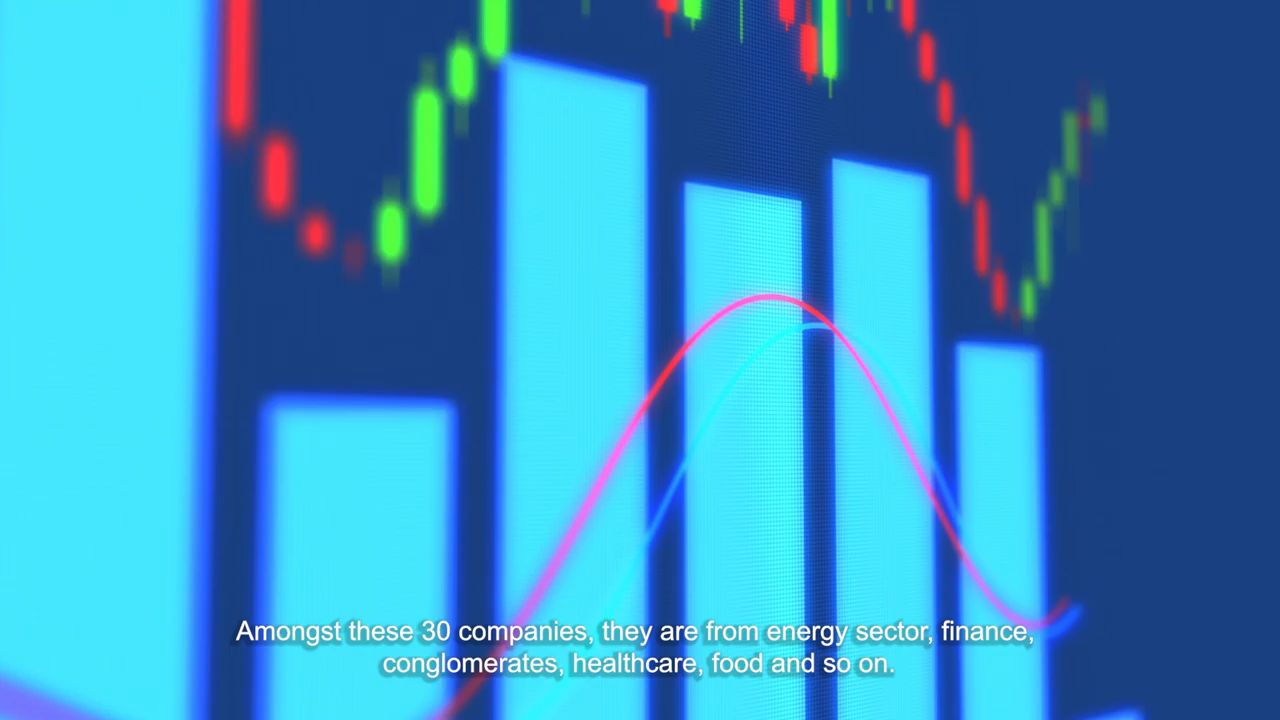 Amongst these 30 companies, they are from energy sector, finance,
conglomerates, healthcare, food and so on.